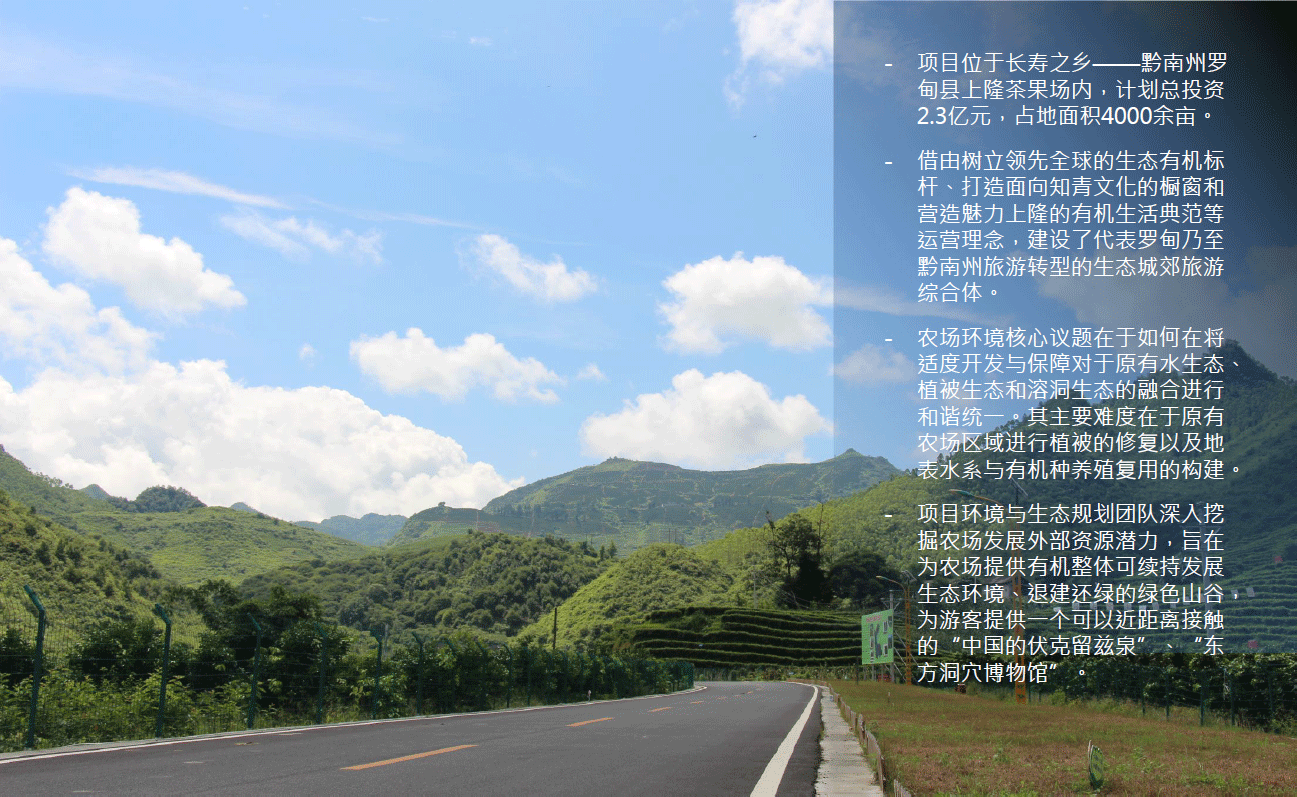 - 项目位于长寿之乡——黔南州罗
甸县上隆茶果场内，计划总投资
2.3亿元，占地面积4000余亩。
- 借由树立领先全球的生态有机标
杆、打造面向知青文化的橱窗和
营造魅力上隆的有机生活典范等
运营理念，建设了代表罗甸乃至
黔南州旅游转型的生态城郊旅游
综合体。
- 农场环境核心议题在于如何在将
适度开发与保障对于原有水生态、
植被生态和溶洞生态的融合进行
和谐统一。其主要难度在于原有
农场区域进行植被的修复以及地
表水系与有机种养殖复用的构建。
- 项目环境与生态规划团队深入挖
掘农场发展外部资源潜力，旨在
为农场提供有机整体可续持发展
生态环境、退建还绿的绿色山谷，
为游客提供一个可以近距离接触
的“中国的伏克留兹泉”、“东
方洞穴博物馆”。